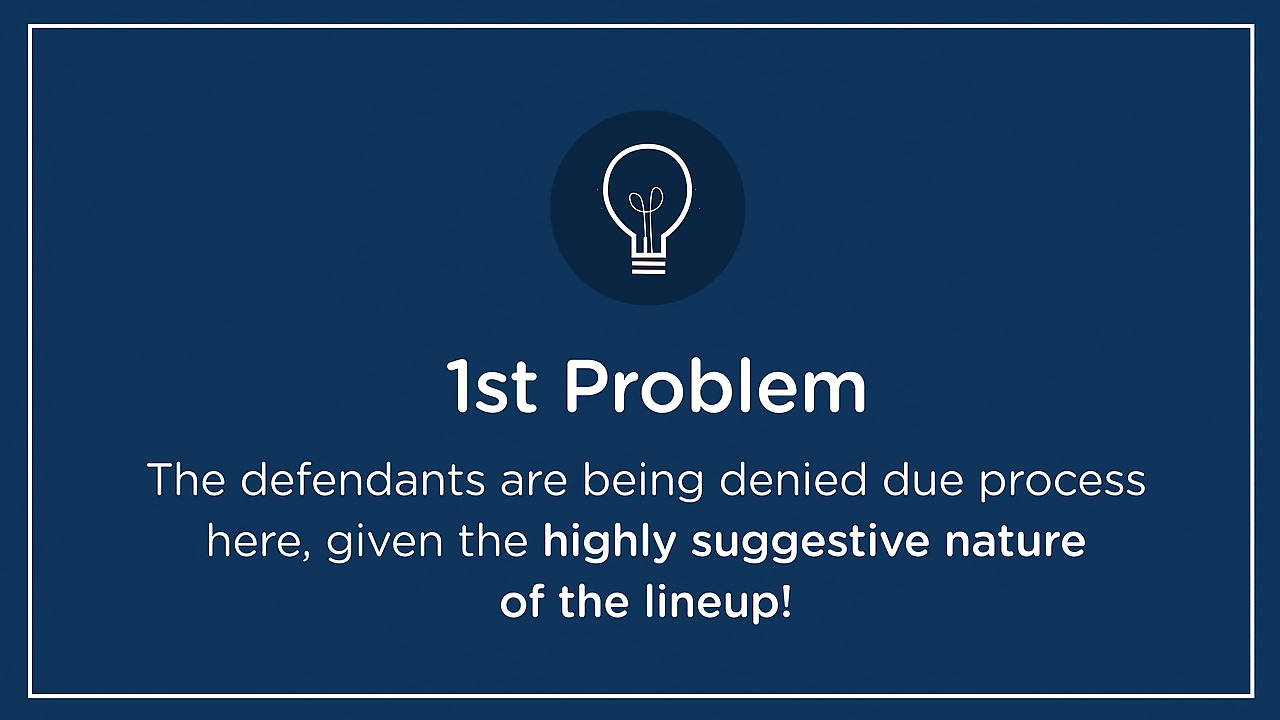 1st Problem
The defendants are being denied due process
here, given the highly suggestive nature
of the lineup!